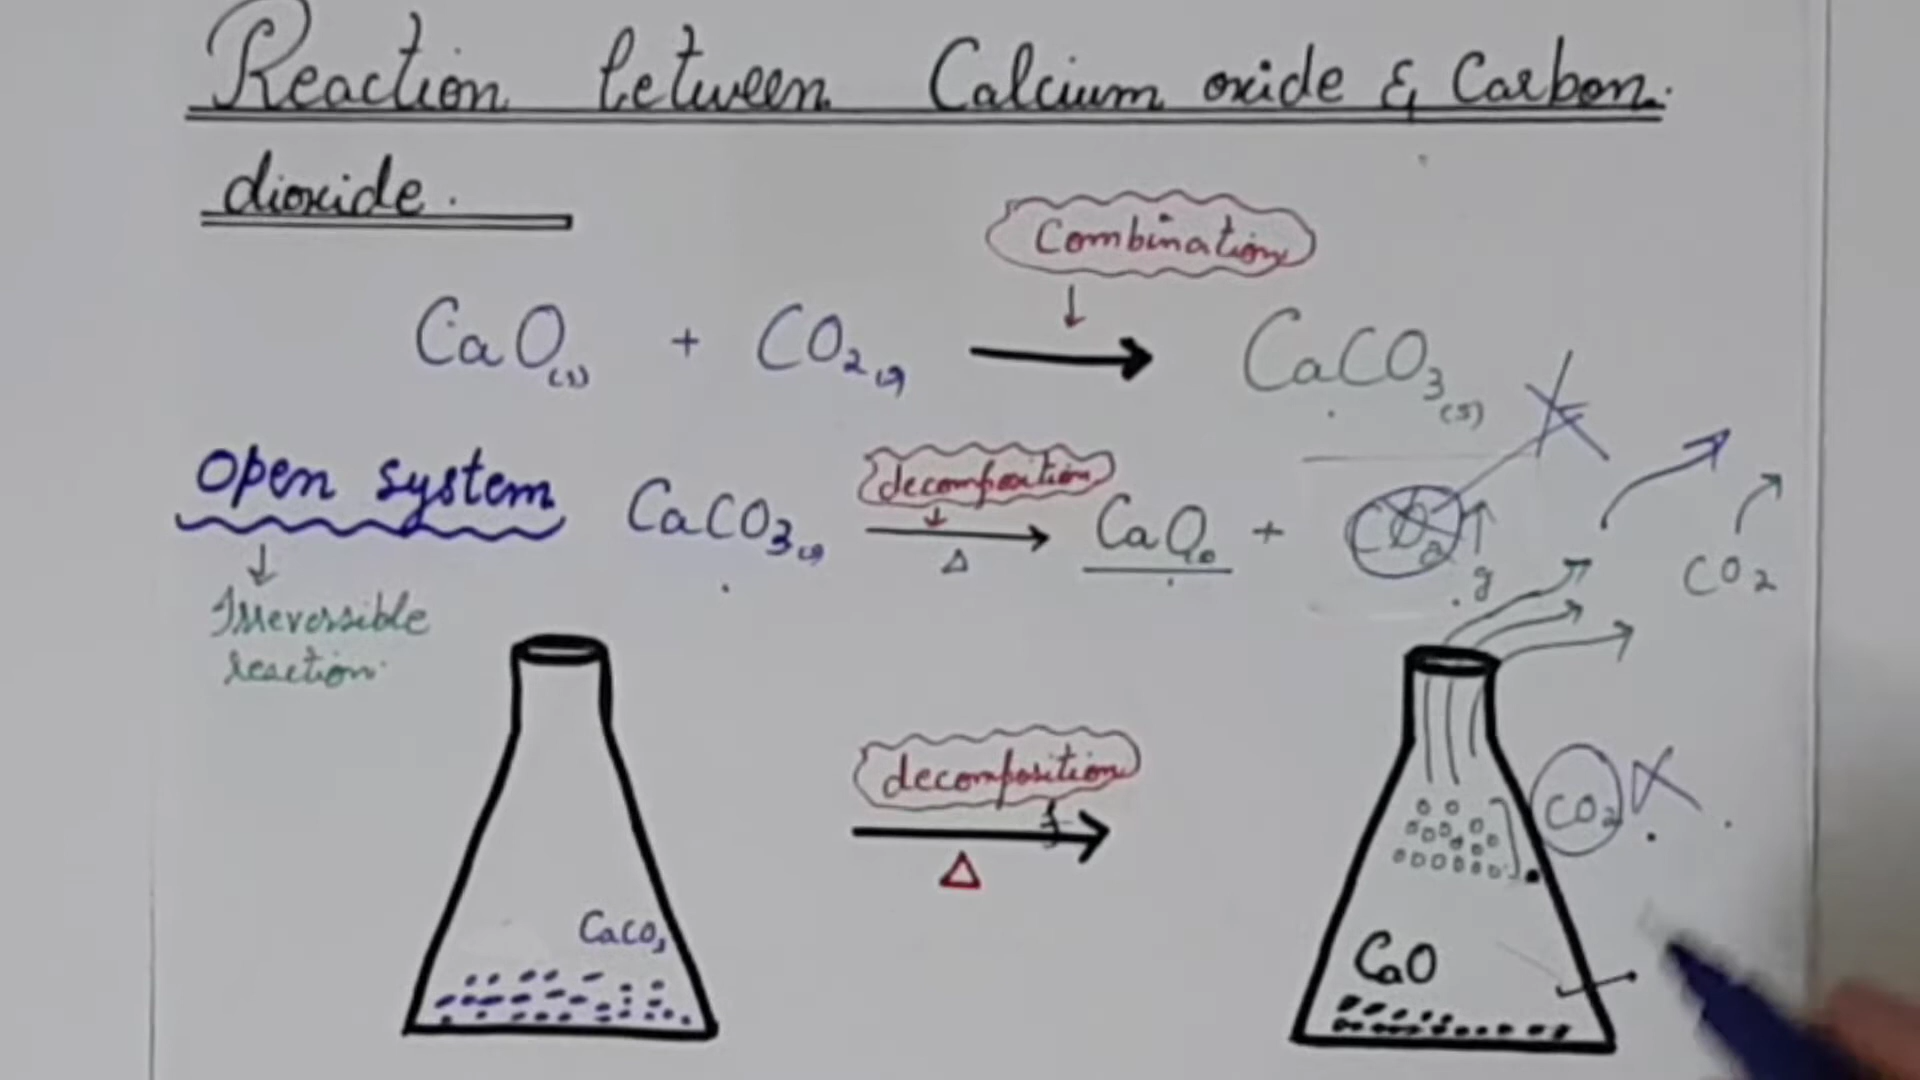 Reaction between Calcium oxide & Carbon.
dioxide.
Combination
CaO(s) + CO2(g) → CaCO3(s)
Open system
decomposition
CaCO3(s) → CaO(s) + CO2 ↑ g
Δ
CO2
Irreversible
reaction.
decomposition
Δ
CO2
CaCO3
CaO